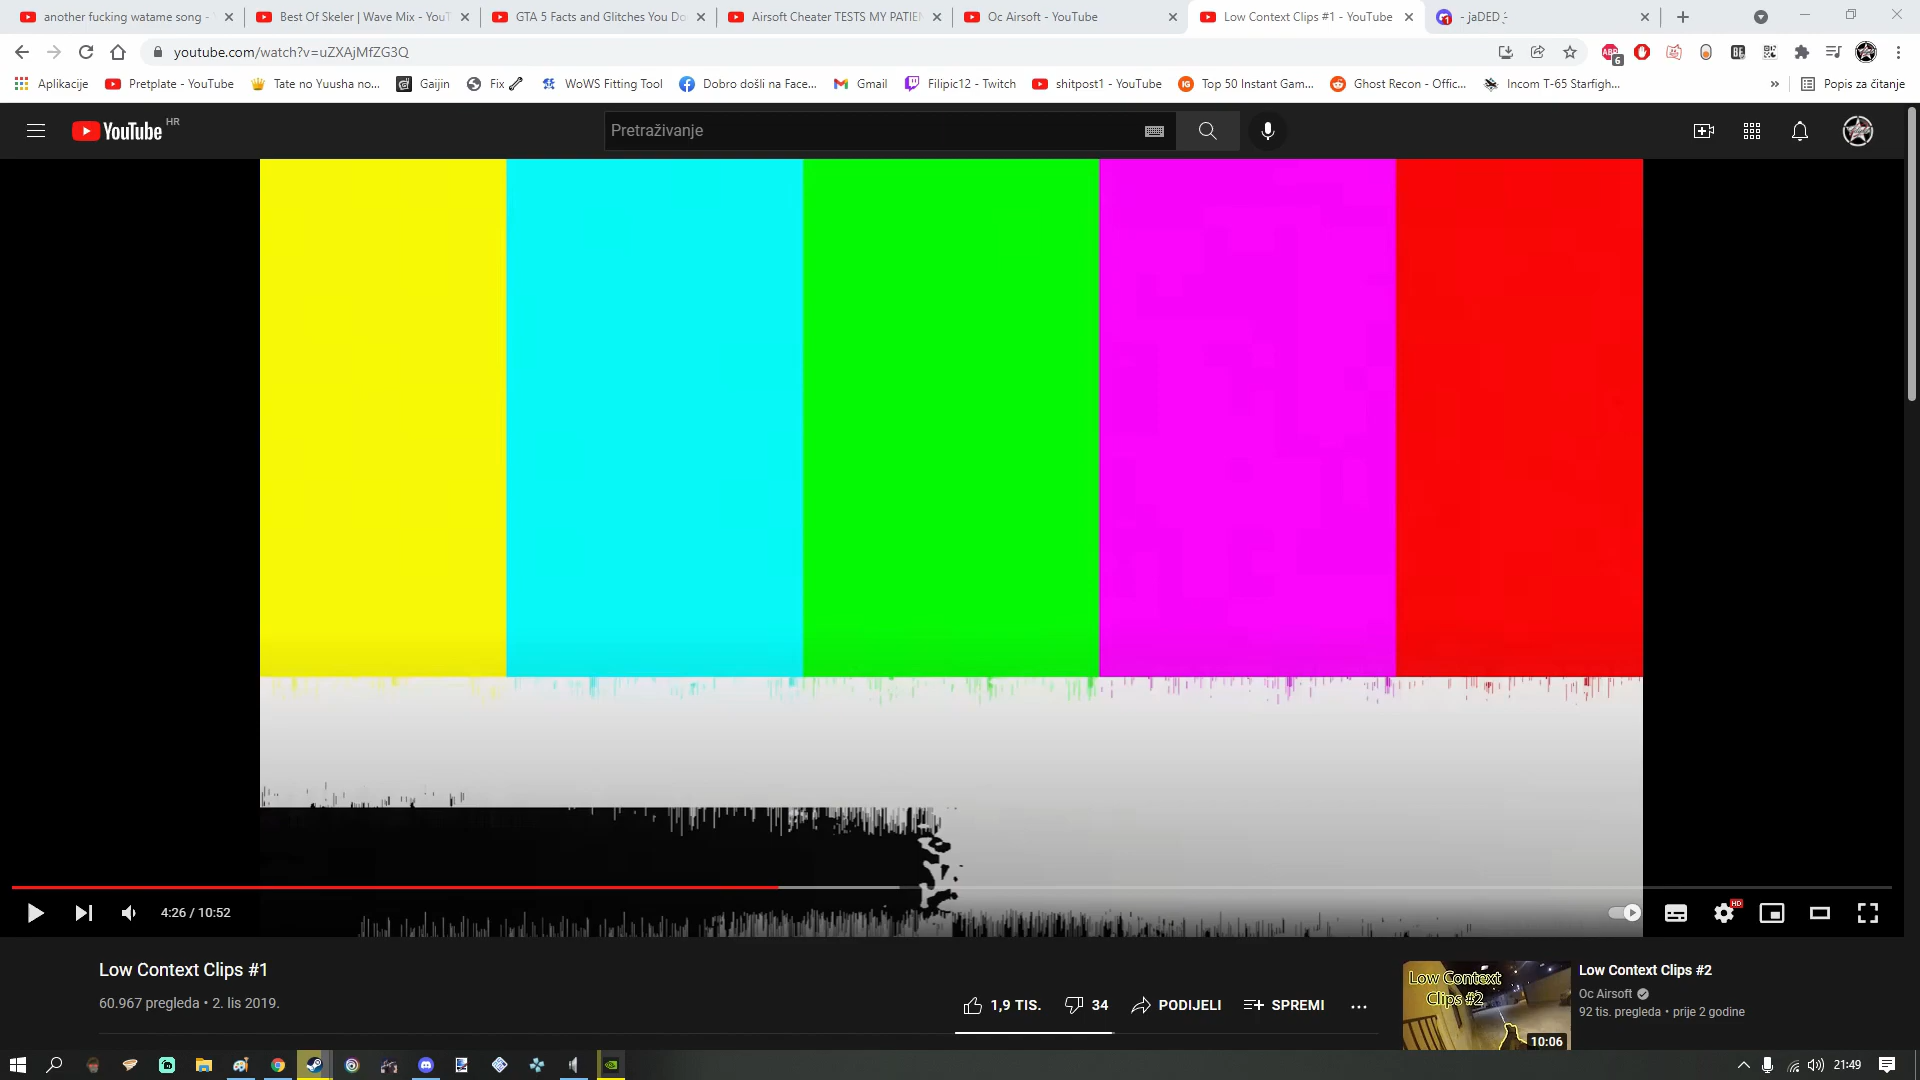 another fucking watame song -
Best Of Skeler | Wave Mix - YouT
GTA 5 Facts and Glitches You Do
Airsoft Cheater TESTS MY PATIEN
Oc Airsoft - YouTube
Low Context Clips #1 - YouTube
- jaDED
youtube.com/watch?v=uZXAjMfZG3Q
6
Aplikacije
Pretplate - YouTube
Tate no Yuusha no...
Gaijin
Fix
WoWS Fitting Tool
Dobro došli na Face...
Gmail
Filipic12 - Twitch
shitpost1 - YouTube
Top 50 Instant Gam...
Ghost Recon - Offic...
Incom T-65 Starfigh...
»
Popis za čitanje
YouTube HR
Pretraživanje
4:26 / 10:52
HD
Low Context Clips #1
60.967 pregleda • 2. lis 2019.
1,9 TIS.
34
PODIJELI
SPREMI
Low Context
Clips #2
10:06
Low Context Clips #2
Oc Airsoft
92 tis. pregleda • prije 2 godine
21:49